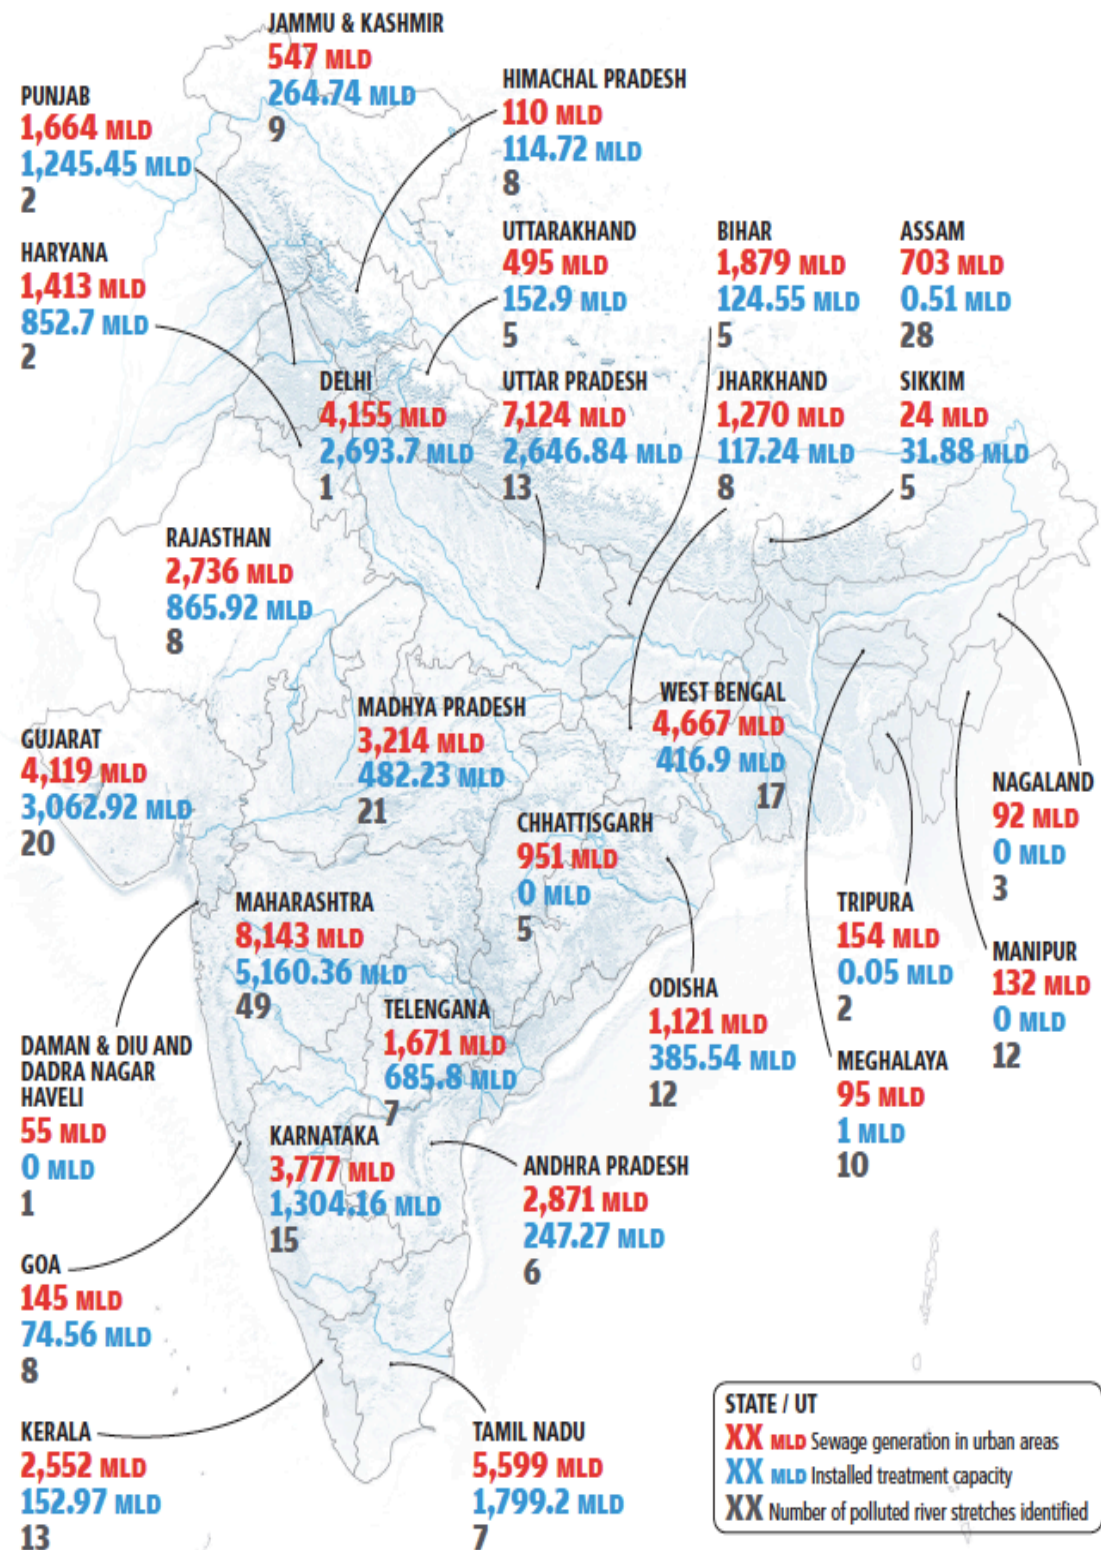 JAMMU & KASHMIR
547 MLD
264.74 MLD
9
HIMACHAL PRADESH
110 MLD
114.72 MLD
8
PUNJAB
1,664 MLD
1,245.45 MLD
2
HARYANA
1,413 MLD
852.7 MLD
2
UTTARAKHAND
495 MLD
152.9 MLD
5
BIHAR
1,879 MLD
124.55 MLD
5
ASSAM
703 MLD
0.51 MLD
28
DELHI
4,155 MLD
2,693.7 MLD
1
UTTAR PRADESH
7,124 MLD
2,646.84 MLD
13
JHARKHAND
1,270 MLD
117.24 MLD
8
SIKKIM
24 MLD
31.88 MLD
5
RAJASTHAN
2,736 MLD
865.92 MLD
8
MADHYA PRADESH
3,214 MLD
482.23 MLD
21
WEST BENGAL
4,667 MLD
416.9 MLD
17
GUJARAT
4,119 MLD
3,062.92 MLD
20
CHHATTISGARH
951 MLD
0 MLD
5
NAGALAND
92 MLD
0 MLD
3
MAHARASHTRA
8,143 MLD
5,160.36 MLD
49
TRIPURA
154 MLD
0.05 MLD
2
MANIPUR
132 MLD
0 MLD
12
TELENGANA
1,671 MLD
685.8 MLD
7
ODISHA
1,121 MLD
385.54 MLD
12
DAMAN & DIU AND
DADRA NAGAR
HAVELI
55 MLD
0 MLD
1
MEGHALAYA
95 MLD
1 MLD
10
KARNATAKA
3,777 MLD
1,304.16 MLD
15
ANDHRA PRADESH
2,871 MLD
247.27 MLD
6
GOA
145 MLD
74.56 MLD
8
KERALA
2,552 MLD
152.97 MLD
13
TAMIL NADU
5,599 MLD
1,799.2 MLD
7
STATE / UT
XX MLD Sewage generation in urban areas
XX MLD Installed treatment capacity
XX Number of polluted river stretches identified